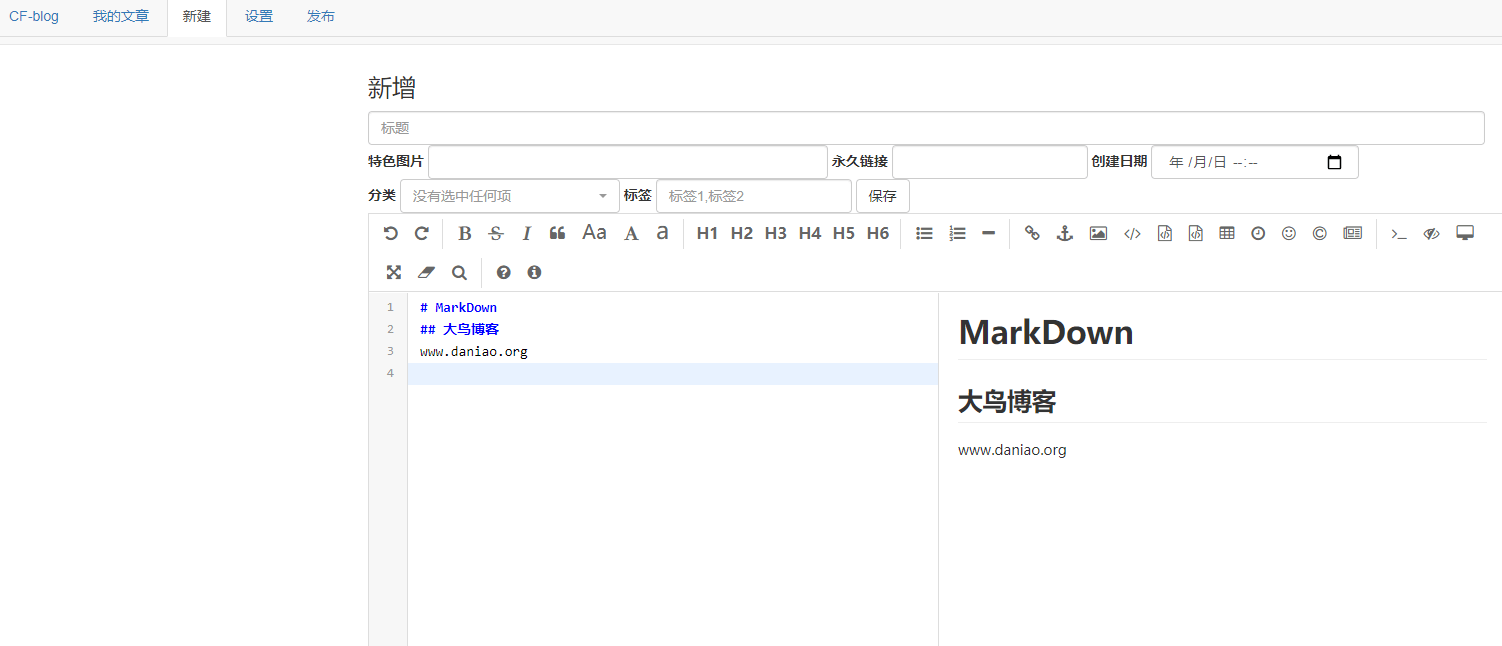 CF-blog 我的文章 新建 设置 发布
新增
标题
特色图片 永久链接 创建日期 年 /月/日 --:--
分类 没有选中任何项 标签 标签1,标签2 保存
B S I Aa A a H1 H2 H3 H4 H5 H6
1 # MarkDown
2 ## 大鸟博客
3 www.daniao.org
4
MarkDown
大鸟博客
www.daniao.org